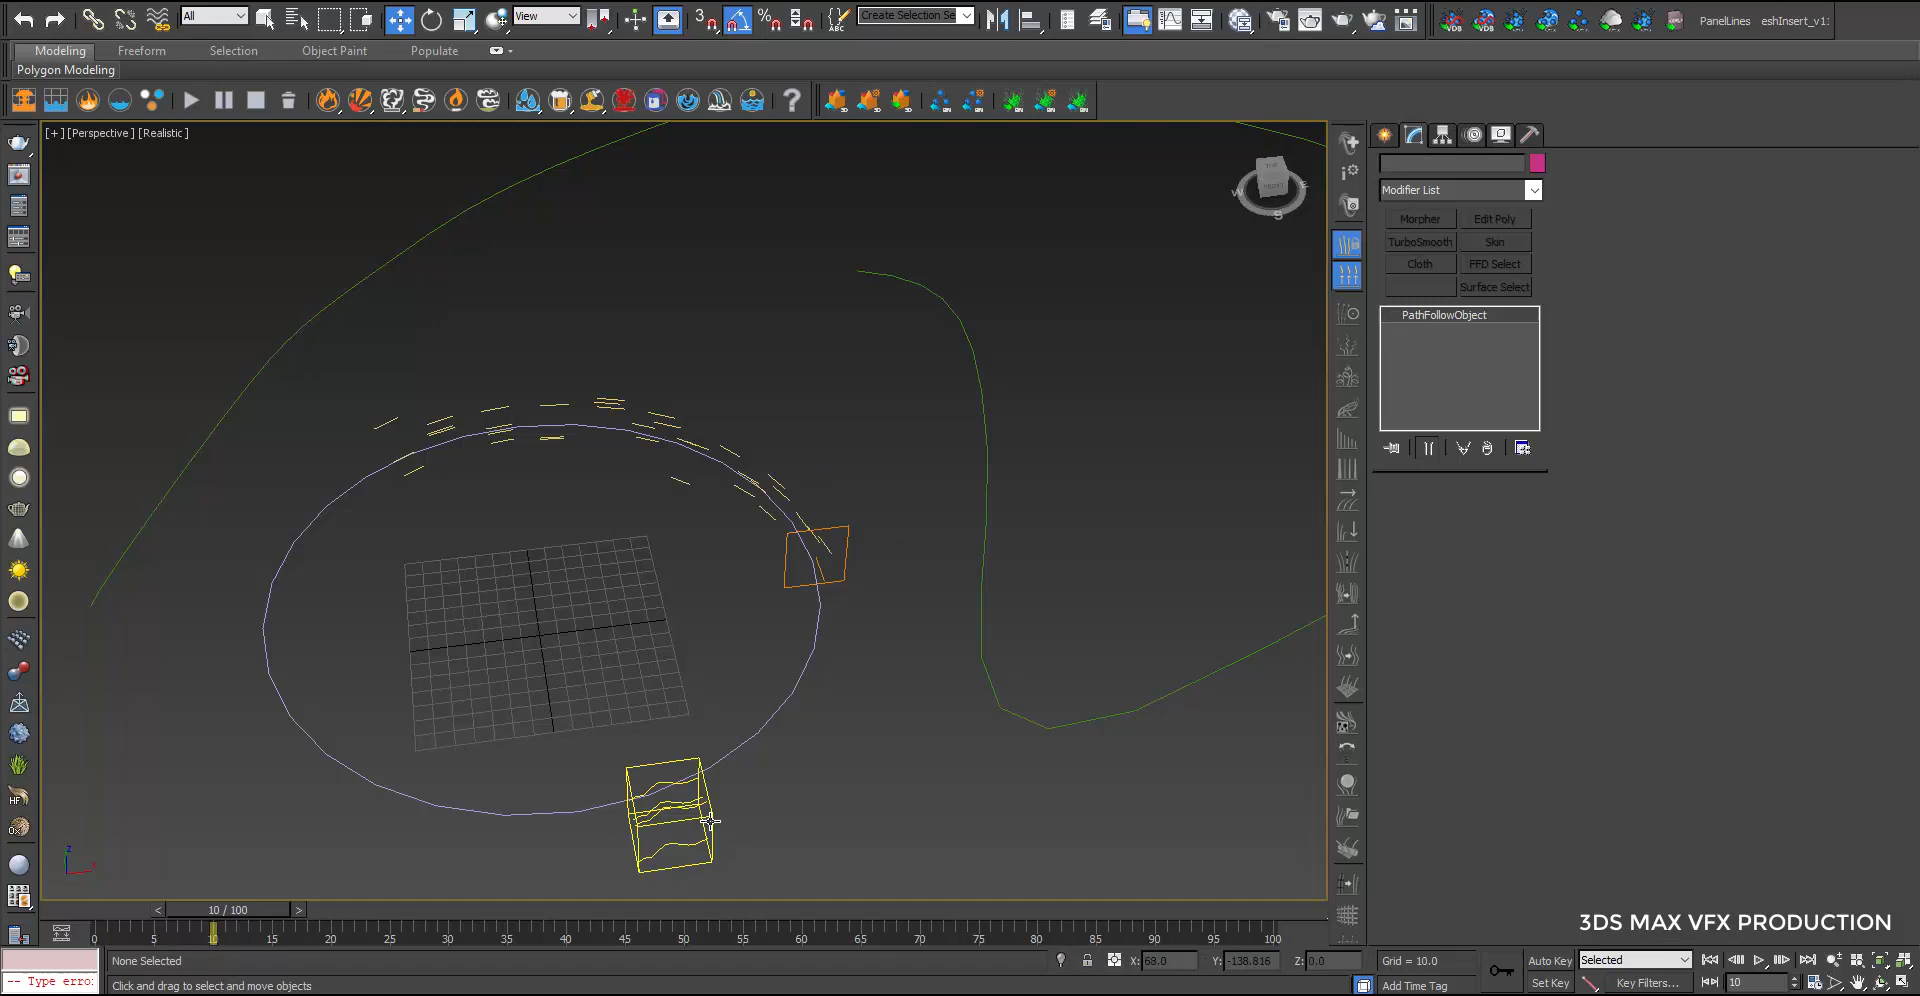 All
View
Create Selection Se
PanelLines
eshInsert_v1
Modeling
Freeform
Selection
Object Paint
Populate
Polygon Modeling
[+] [Perspective ] [Realistic ]
Modifier List
Morpher
Edit Poly
TurboSmooth
Skin
Cloth
FFD Select
Surface Select
PathFollowObject
10 / 100
0 5 10 15 20 25 30 35 40 45 50 55 60 65 70 75 80 85 90 95 100
3DS MAX VFX PRODUCTION
None Selected
X: 68.0
Y: -138.816
Z: 0.0
Grid = 10.0
Auto Key
Selected
-- Type erro:
Click and drag to select and move objects
Add Time Tag
Set Key
Key Filters...
10